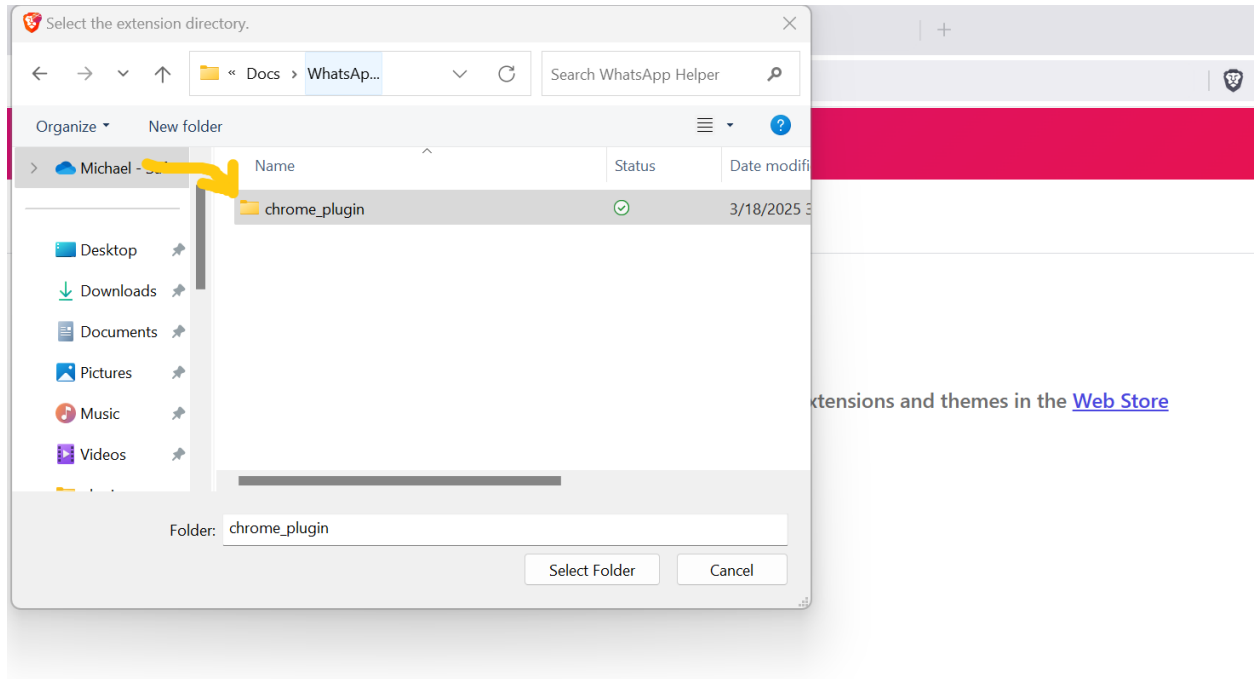 Select the extension directory.
« Docs › WhatsAp...
Search WhatsApp Helper
Organize
New folder
Michael -
Name
Status
Date modifi
chrome_plugin
3/18/2025 3
Desktop
Downloads
Documents
Pictures
Music
Videos
xtensions and themes in the Web Store
Folder: chrome_plugin
Select Folder
Cancel